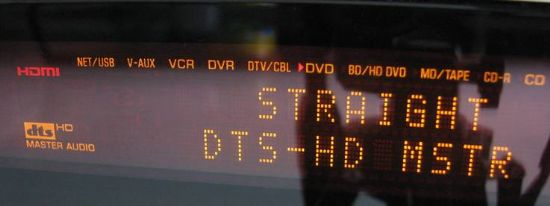 HDMI NET/USB V-AUX VCR DVR DTV/CBL DVD BD/HD DVD MD/TAPE CD-R CD
STRAIGHT
dts HD
MASTER AUDIO
DTS-HD MSTR